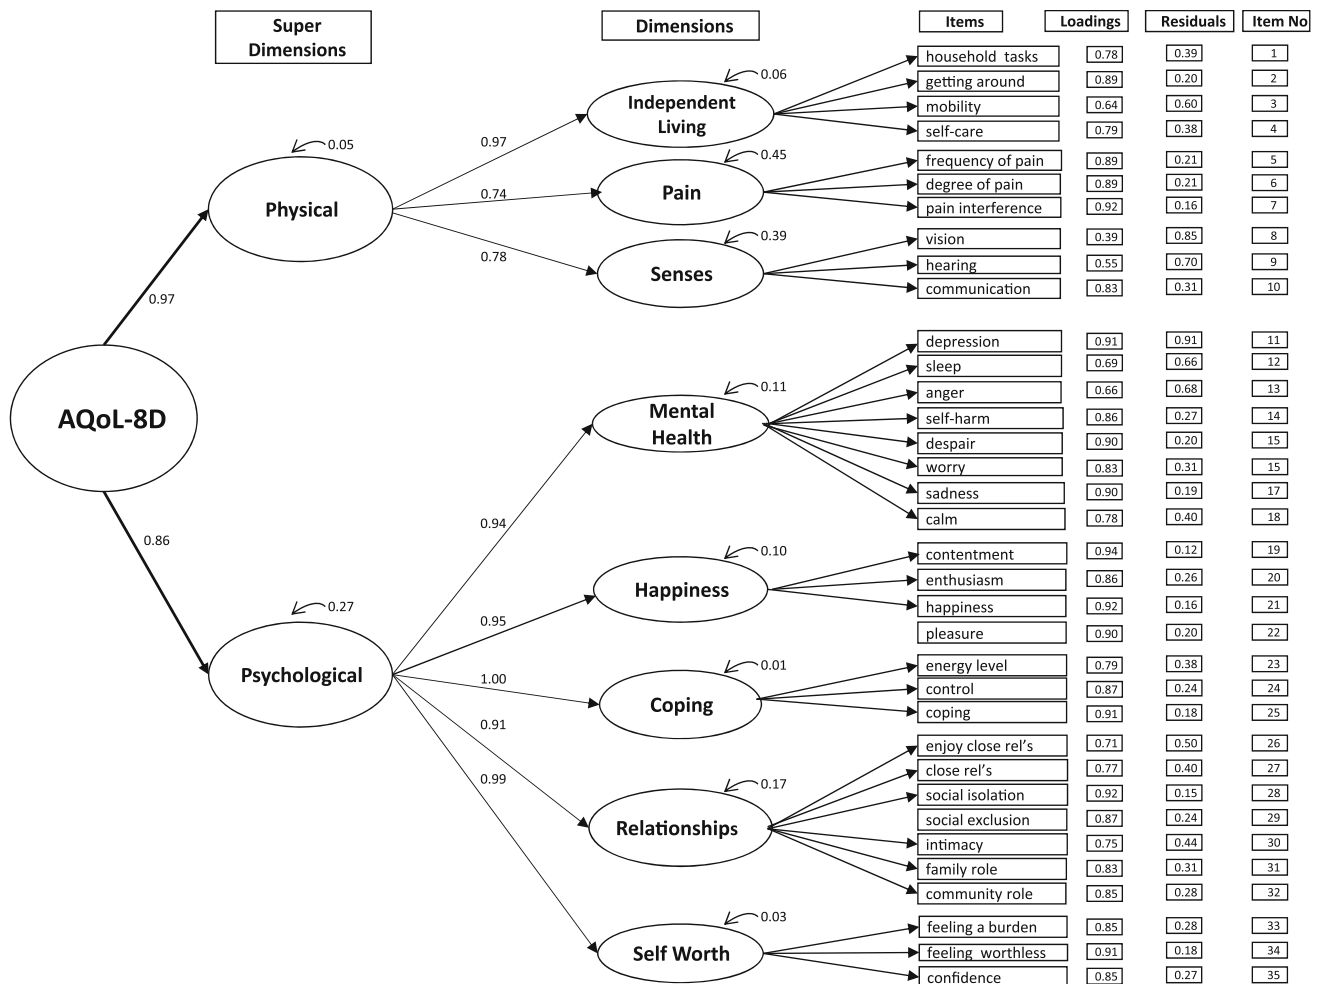 Super Dimensions
Dimensions
Items Loadings Residuals Item No
household tasks 0.78 0.39 1
getting around 0.89 0.20 2
mobility 0.64 0.60 3
self-care 0.79 0.38 4
frequency of pain 0.89 0.21 5
degree of pain 0.89 0.21 6
pain interference 0.92 0.16 7
vision 0.39 0.85 8
hearing 0.55 0.70 9
communication 0.83 0.31 10
depression 0.91 0.91 11
sleep 0.69 0.66 12
anger 0.66 0.68 13
self-harm 0.86 0.27 14
despair 0.90 0.20 15
worry 0.83 0.31 15
sadness 0.90 0.19 17
calm 0.78 0.40 18
contentment 0.94 0.12 19
enthusiasm 0.86 0.26 20
happiness 0.92 0.16 21
pleasure 0.90 0.20 22
energy level 0.79 0.38 23
control 0.87 0.24 24
coping 0.91 0.18 25
enjoy close rel's 0.71 0.50 26
close rel's 0.77 0.40 27
social isolation 0.92 0.15 28
social exclusion 0.87 0.24 29
intimacy 0.75 0.44 30
family role 0.83 0.31 31
community role 0.85 0.28 32
feeling a burden 0.85 0.28 33
feeling worthless 0.91 0.18 34
confidence 0.85 0.27 35
0.06
Independent
Living
0.45
Pain
0.39
Senses
0.11
Mental
Health
0.10
Happiness
0.01
Coping
0.17
Relationships
0.03
Self Worth
0.97
0.74
0.78
0.94
0.95
1.00
0.91
0.99
0.05
Physical
0.27
Psychological
0.97
AQoL-8D
0.86